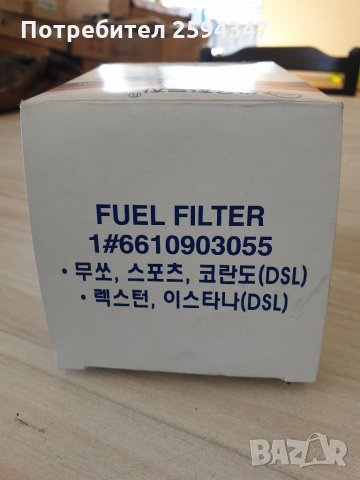 Потребител 2594347
FUEL FILTER
1#6610903055
• 무쏘, 스포츠, 코란도(DSL)
• 렉스턴, 이스타나(DSL)
BAZAR